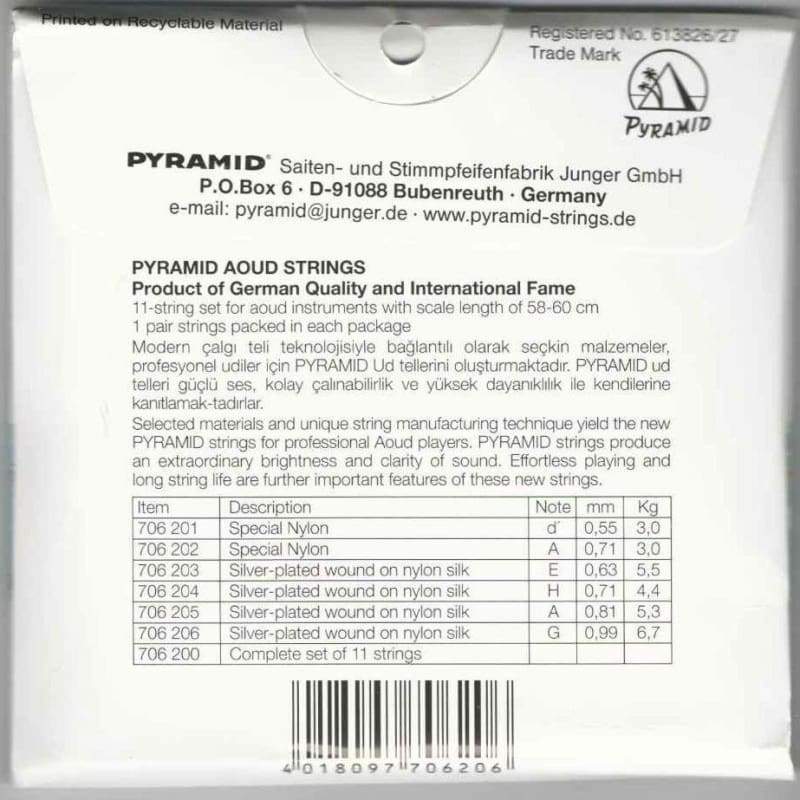 Printed on Recyclable Material
Registered No. 613826/27
Trade Mark
PYRAMID
PYRAMID® Saiten- und Stimmpfeifenfabrik Junger GmbH
P.O.Box 6 · D-91088 Bubenreuth · Germany
e-mail: pyramid@junger.de · www.pyramid-strings.de
PYRAMID AOUD STRINGS
Product of German Quality and International Fame
11-string set for aoud instruments with scale length of 58-60 cm
1 pair strings packed in each package
Modern çalgı teli teknolojisiyle bağlantılı olarak seçkin malzemeler,
profesyonel udiler için PYRAMID Ud tellerini oluşturmaktadır. PYRAMID ud
telleri güçlü ses, kolay çalınabilirlik ve yüksek dayanıklılık ile kendilerine
kanıtlamak-tadırlar.
Selected materials and unique string manufacturing technique yield the new
PYRAMID strings for professional Aoud players. PYRAMID strings produce
an extraordinary brightness and clarity of sound. Effortless playing and
long string life are further important features of these new strings.
Item Description Note mm Kg
706 201 Special Nylon d´ 0,55 3,0
706 202 Special Nylon A 0,71 3,0
706 203 Silver-plated wound on nylon silk E 0,63 5,5
706 204 Silver-plated wound on nylon silk H 0,71 4,4
706 205 Silver-plated wound on nylon silk A 0,81 5,3
706 206 Silver-plated wound on nylon silk G 0,99 6,7
706 200 Complete set of 11 strings
4 018097 706206